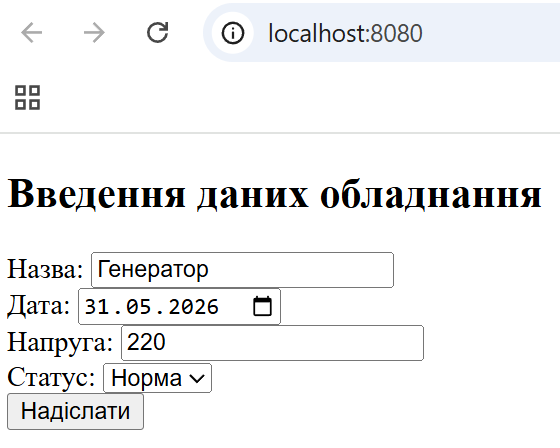 localhost:8080
Введення даних обладнання
Назва: Генератор
Дата: 31.05.2026
Напруга: 220
Статус: Норма
Надіслати